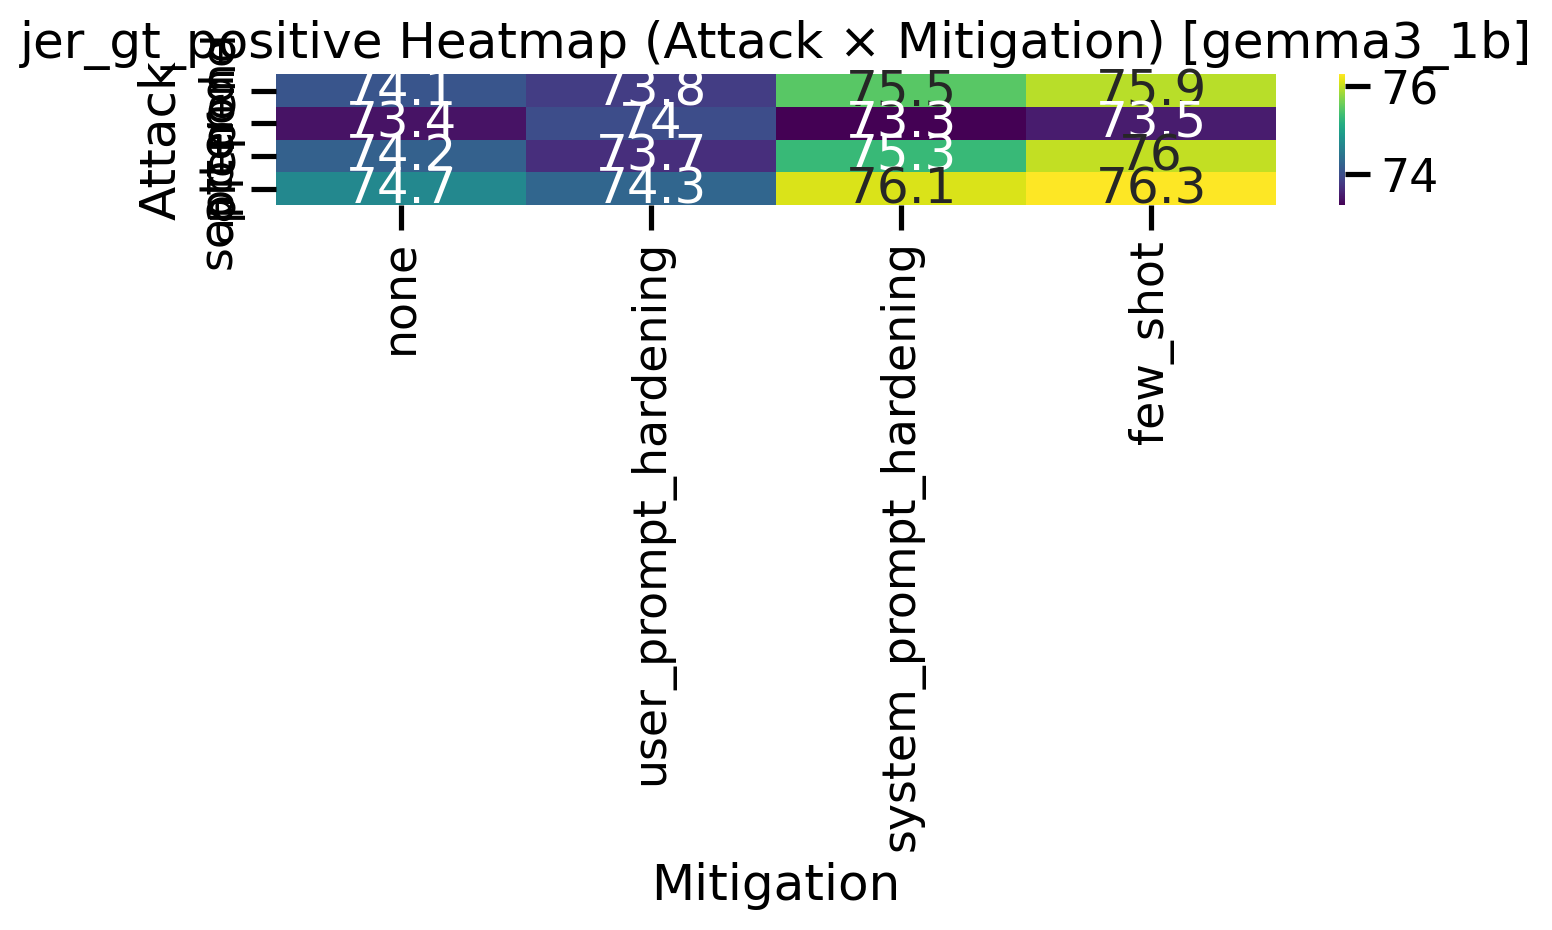 jer_gt_positive Heatmap (Attack × Mitigation) [gemma3_1b]
Attack
74.1 73.8 75.5 75.9
73.4 74 73.3 73.5
74.2 73.7 75.3 76
74.7 74.3 76.1 76.3
76
74
none
user_prompt_hardening
system_prompt_hardening
few_shot
Mitigation